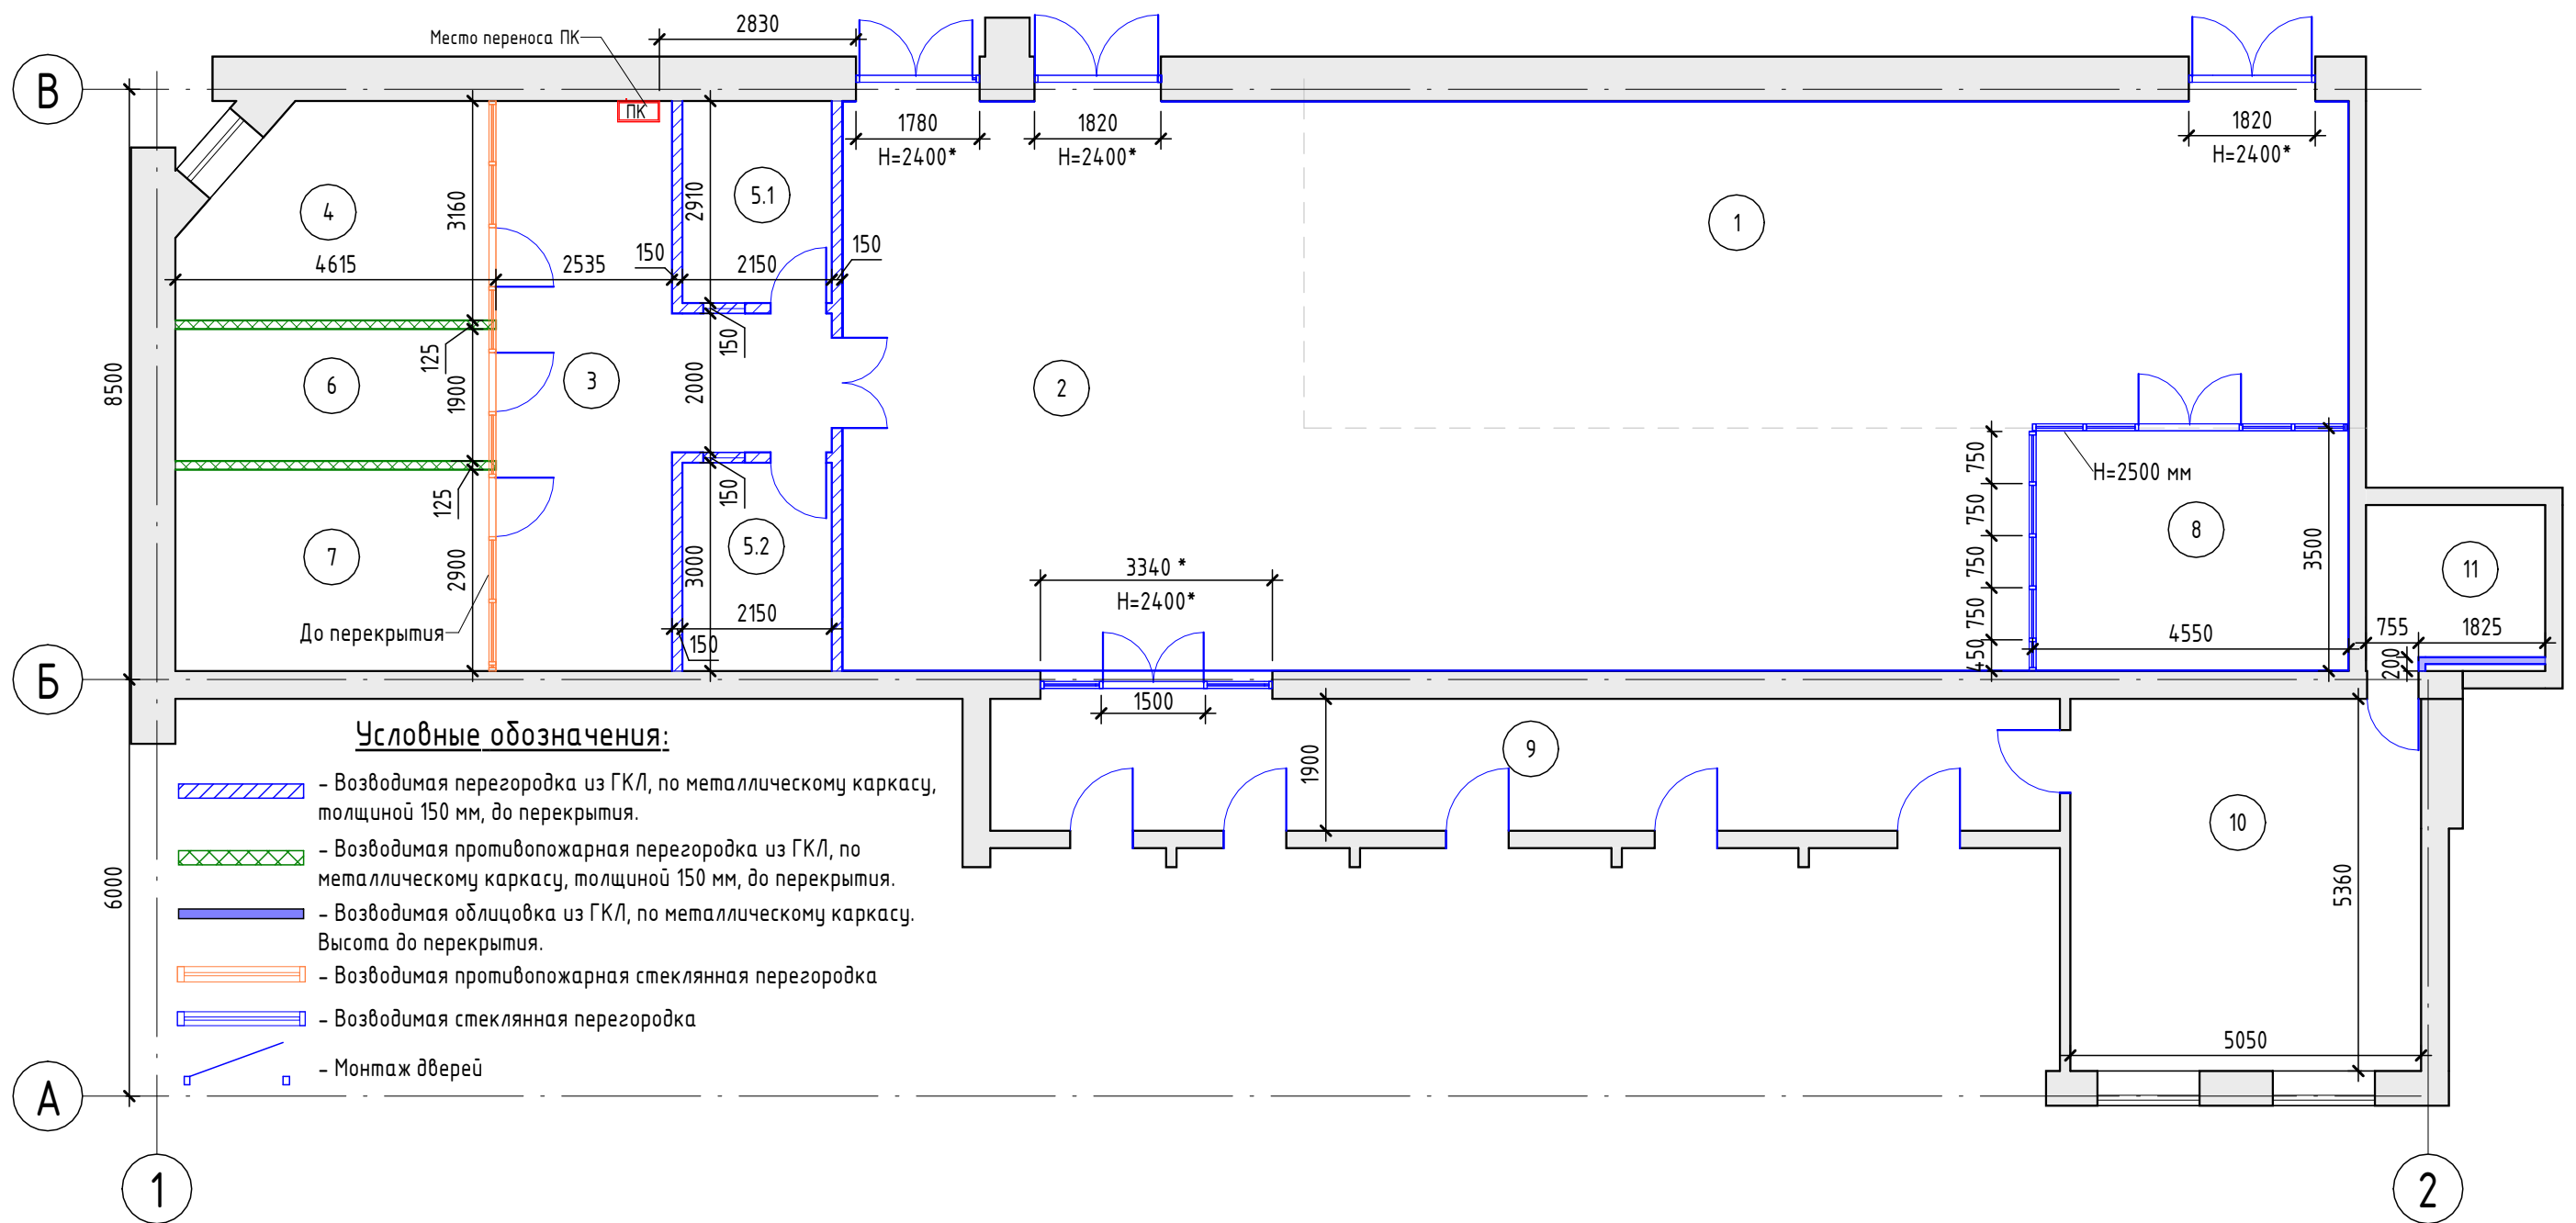 2830
Место переноса ПК
В
ПК
1780
H=2400*
1820
H=2400*
1820
H=2400*
4
3160
2910
5.1
1
4615
2535
150
2150
150
8500
6
125
1900
3
150
2000
2
750
750
750
750
450
H=2500 мм
8
3500
4550
7
125
2900
До перекрытия
150
5.2
3000
2150
150
3340 *
H=2400*
1500
11
755
1825
200
Б
6000
1900
9
10
5360
5050
Условные обозначения:
- Возводимая перегородка из ГКЛ, по металлическому каркасу,
толщиной 150 мм, до перекрытия.
- Возводимая противопожарная перегородка из ГКЛ, по
металлическому каркасу, толщиной 150 мм, до перекрытия.
- Возводимая облицовка из ГКЛ, по металлическому каркасу.
Высота до перекрытия.
- Возводимая противопожарная стеклянная перегородка
- Возводимая стеклянная перегородка
- Монтаж дверей
А
1
2